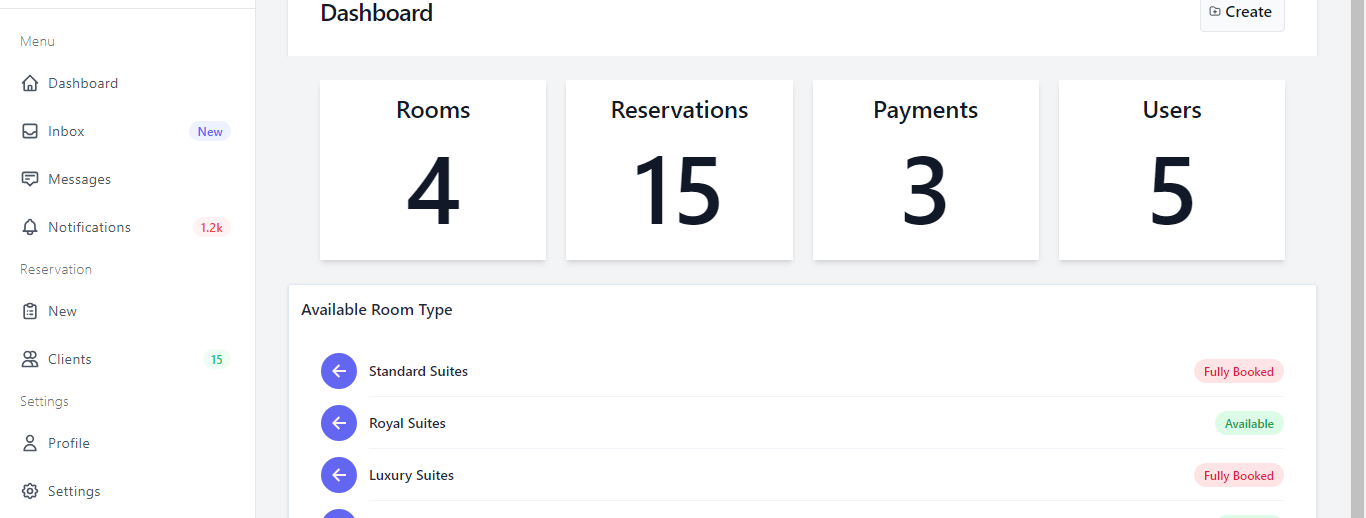 Menu
Dashboard
Inbox
New
Messages
Notifications
1.2k
Reservation
New
Clients
15
Settings
Profile
Settings
Dashboard
Create
Rooms
4
Reservations
15
Payments
3
Users
5
Available Room Type
Standard Suites
Fully Booked
Royal Suites
Available
Luxury Suites
Fully Booked